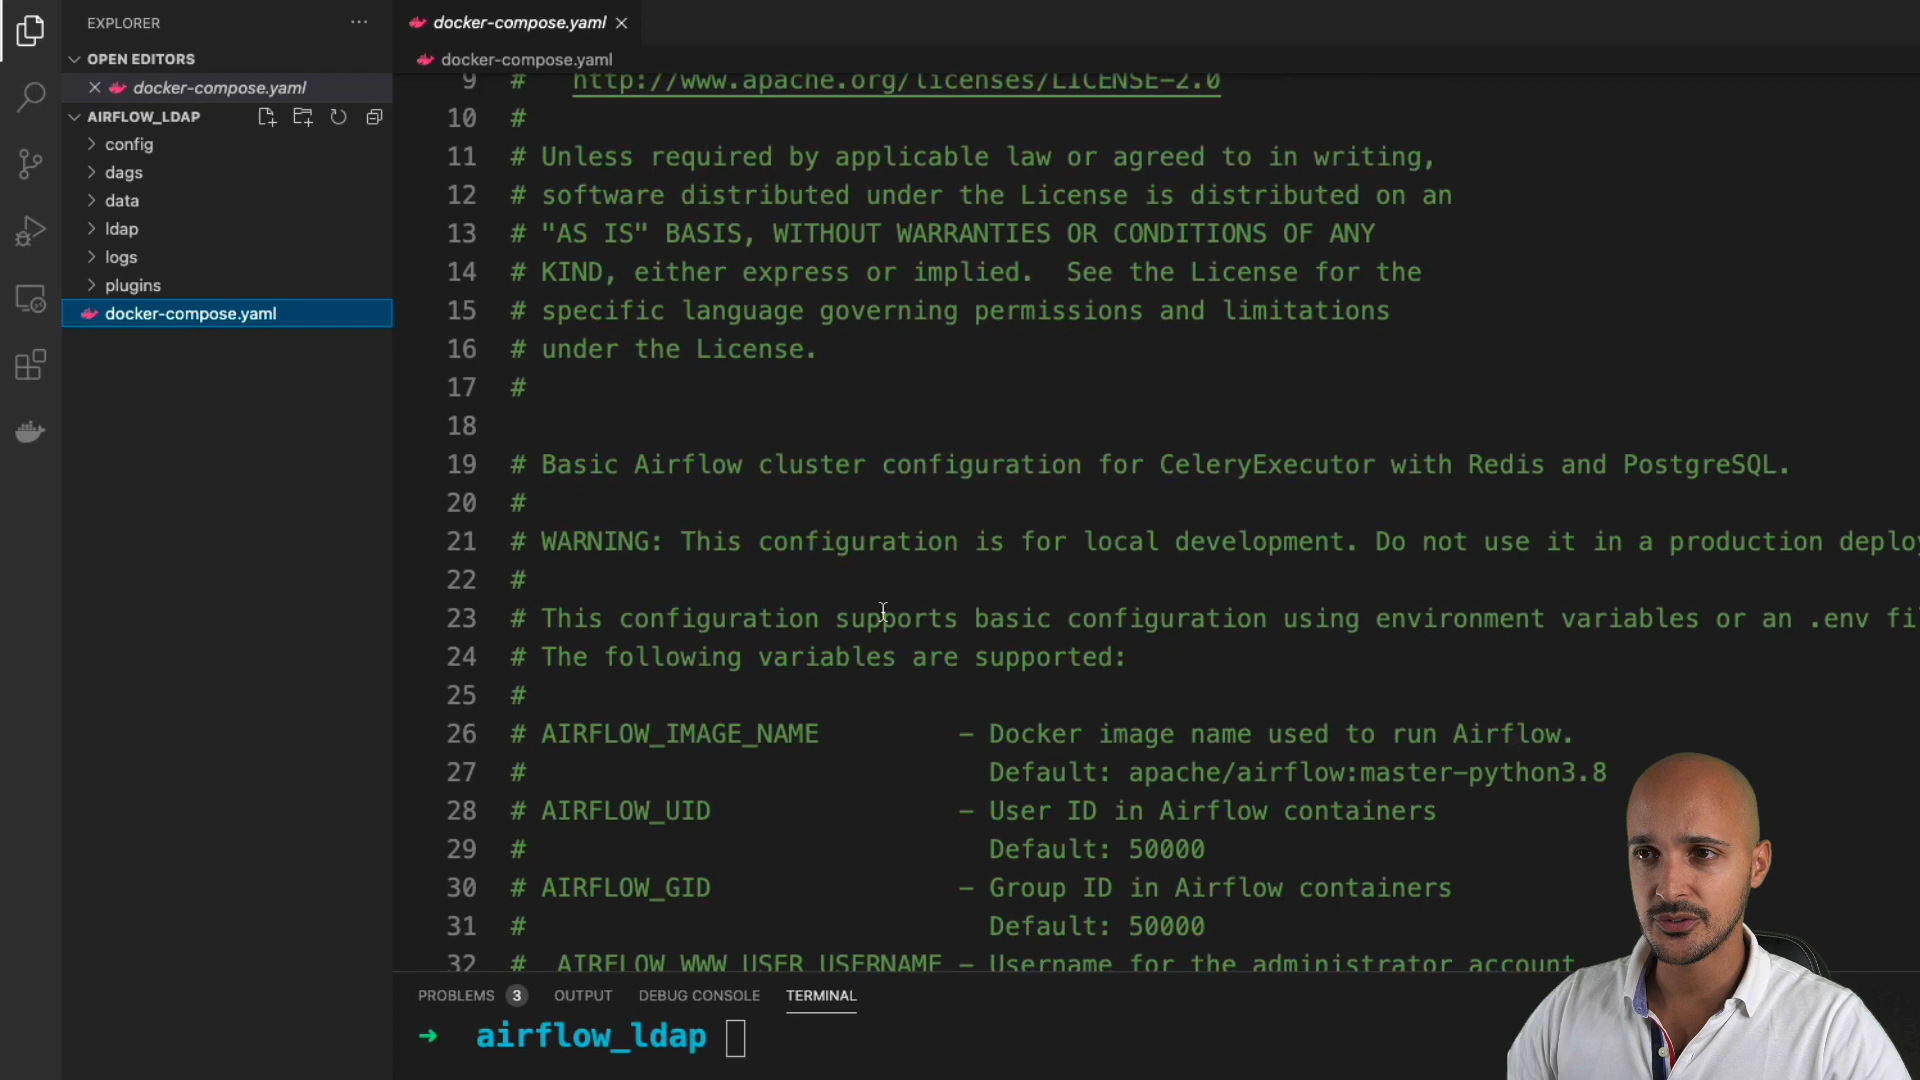 EXPLORER
OPEN EDITORS
docker-compose.yaml
AIRFLOW_LDAP
config
dags
data
ldap
logs
plugins
docker-compose.yaml
docker-compose.yaml
docker-compose.yaml
9 # http://www.apache.org/licenses/LICENSE-2.0
10 #
11 # Unless required by applicable law or agreed to in writing,
12 # software distributed under the License is distributed on an
13 # "AS IS" BASIS, WITHOUT WARRANTIES OR CONDITIONS OF ANY
14 # KIND, either express or implied.  See the License for the
15 # specific language governing permissions and limitations
16 # under the License.
17 #
18
19 # Basic Airflow cluster configuration for CeleryExecutor with Redis and PostgreSQL.
20 #
21 # WARNING: This configuration is for local development. Do not use it in a production deplo
22 #
23 # This configuration supports basic configuration using environment variables or an .env fi
24 # The following variables are supported:
25 #
26 # AIRFLOW_IMAGE_NAME         - Docker image name used to run Airflow.
27 #                              Default: apache/airflow:master-python3.8
28 # AIRFLOW_UID                - User ID in Airflow containers
29 #                              Default: 50000
30 # AIRFLOW_GID                - Group ID in Airflow containers
31 #                              Default: 50000
32 # _AIRFLOW_WWW_USER_USERNAME - Username for the administrator account
PROBLEMS 3 OUTPUT DEBUG CONSOLE TERMINAL
➜ airflow_ldap